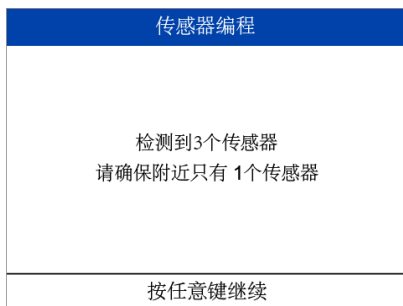 传感器编程
检测到3个传感器
请确保附近只有 1个传感器
按任意键继续